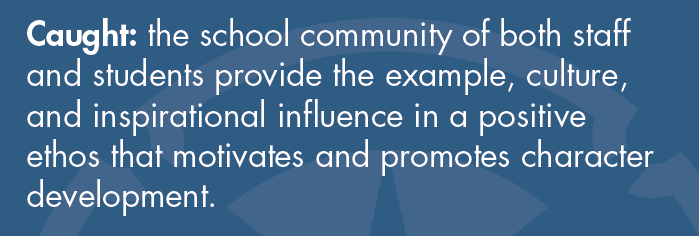 Caught: the school community of both staff
and students provide the example, culture,
and inspirational influence in a positive
ethos that motivates and promotes character
development.